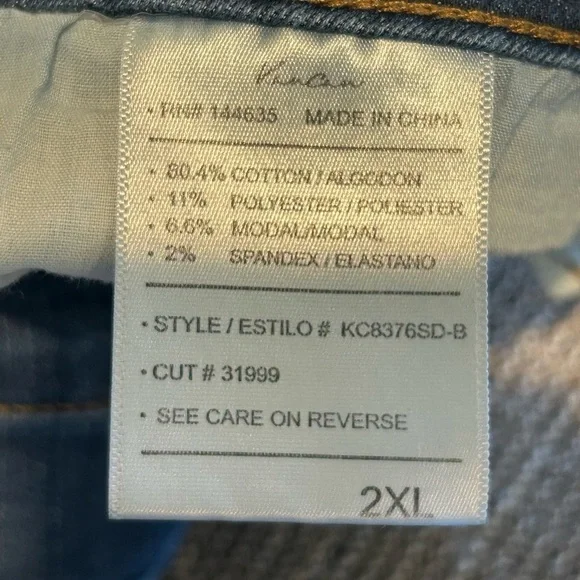 VanCan
• RN# 144635 MADE IN CHINA
• 80.4% COTTON / ALGODON
• 11% POLYESTER / POLIESTER
• 6.6% MODAL/MODAL
• 2% SPANDEX / ELASTANO
• STYLE / ESTILO # KC8376SD-B
• CUT # 31999
• SEE CARE ON REVERSE
2XL